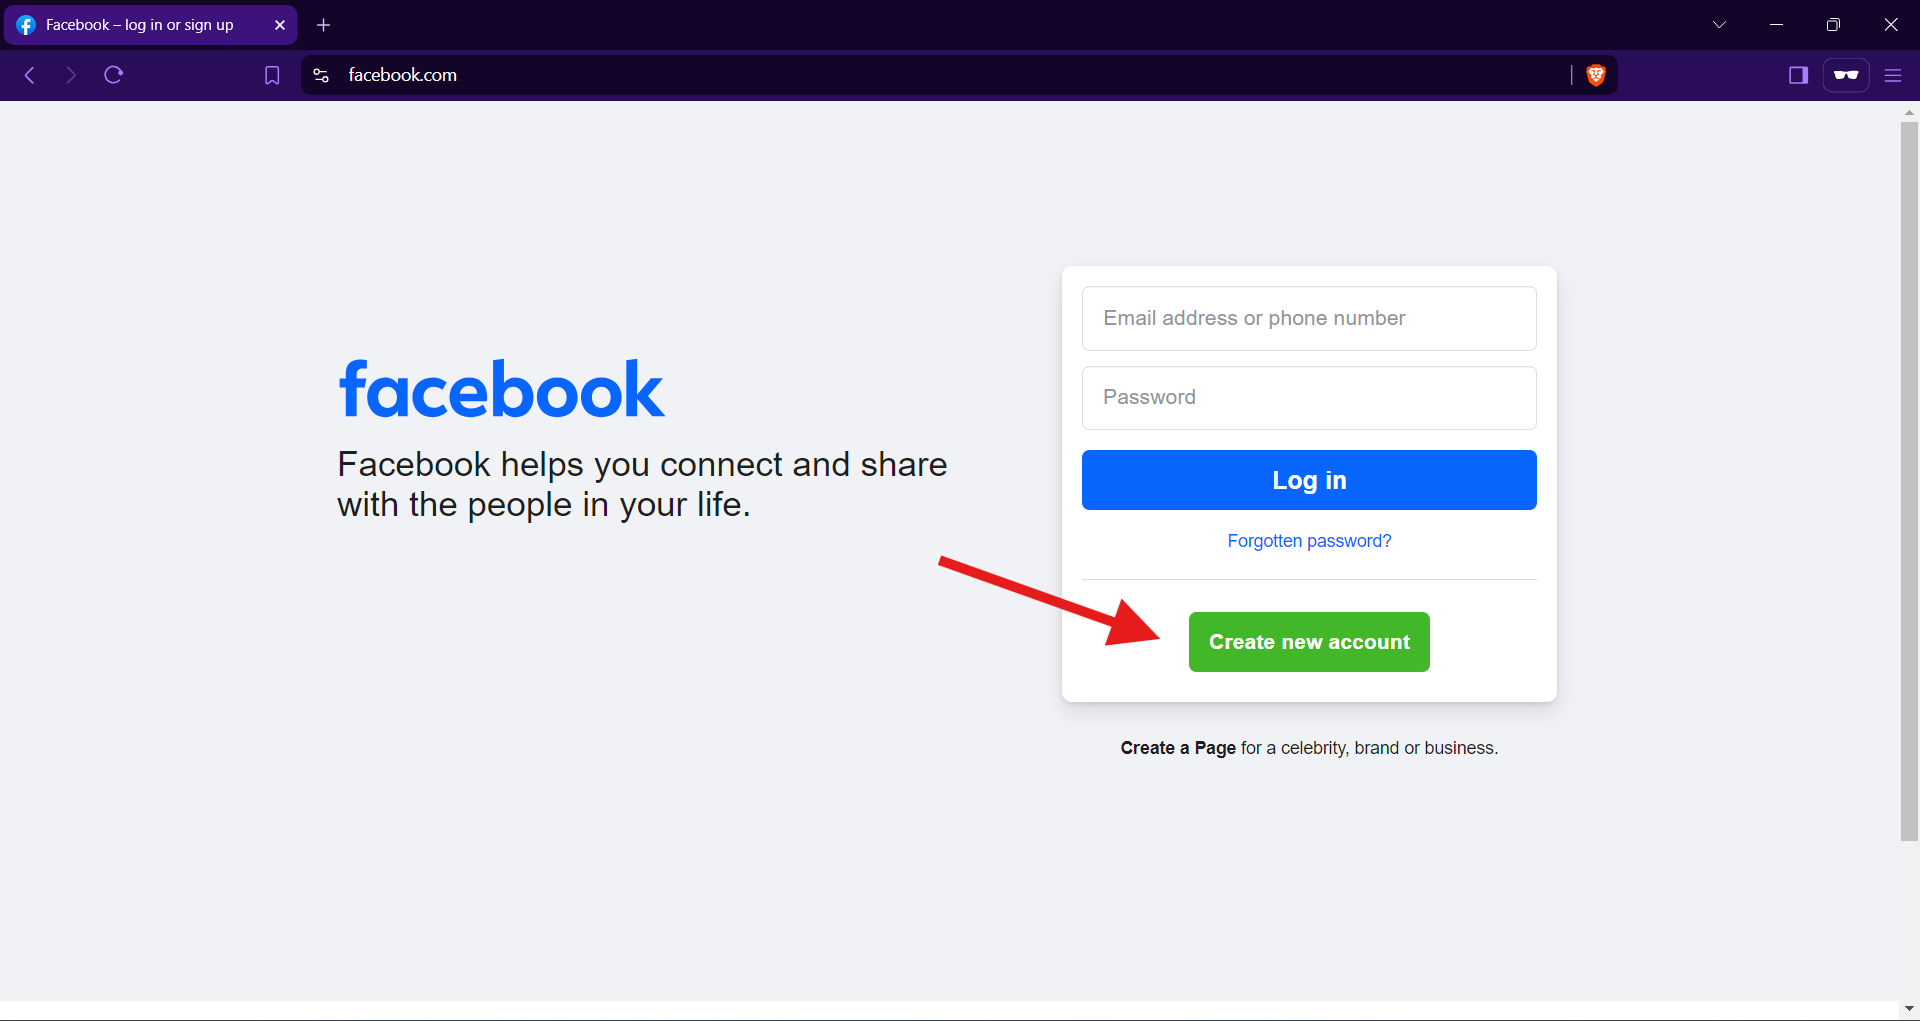 Facebook – log in or sign up
facebook.com
facebook
Facebook helps you connect and share
with the people in your life.
Email address or phone number
Password
Log in
Forgotten password?
Create new account
Create a Page for a celebrity, brand or business.